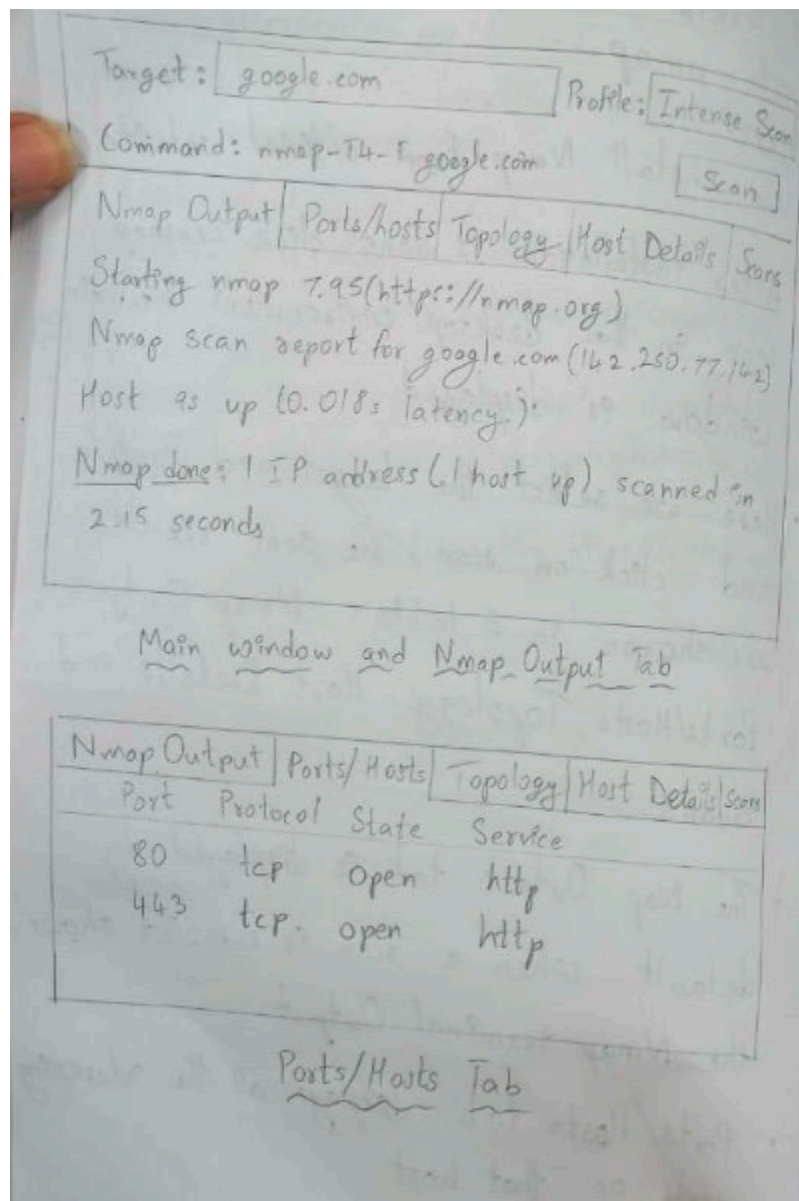 Target: google.com Profile: Intense Scan
Command: nmap-T4-F google.com Scan
Nmap Output Ports/hosts Topology Host Details Scans
Starting nmap 7.95(https://nmap.org)
Nmap scan report for google.com (142.250.77.142)
Host is up (0.018s latency.).
Nmap done: 1 IP address (1 host up) scanned in
2.15 seconds
Main window and Nmap Output Tab
Nmap Output Ports/Hosts Topology Host Details Scans
Port Protocol State Service
80 tcp open http
443 tcp. open http
Ports/Hosts Tab